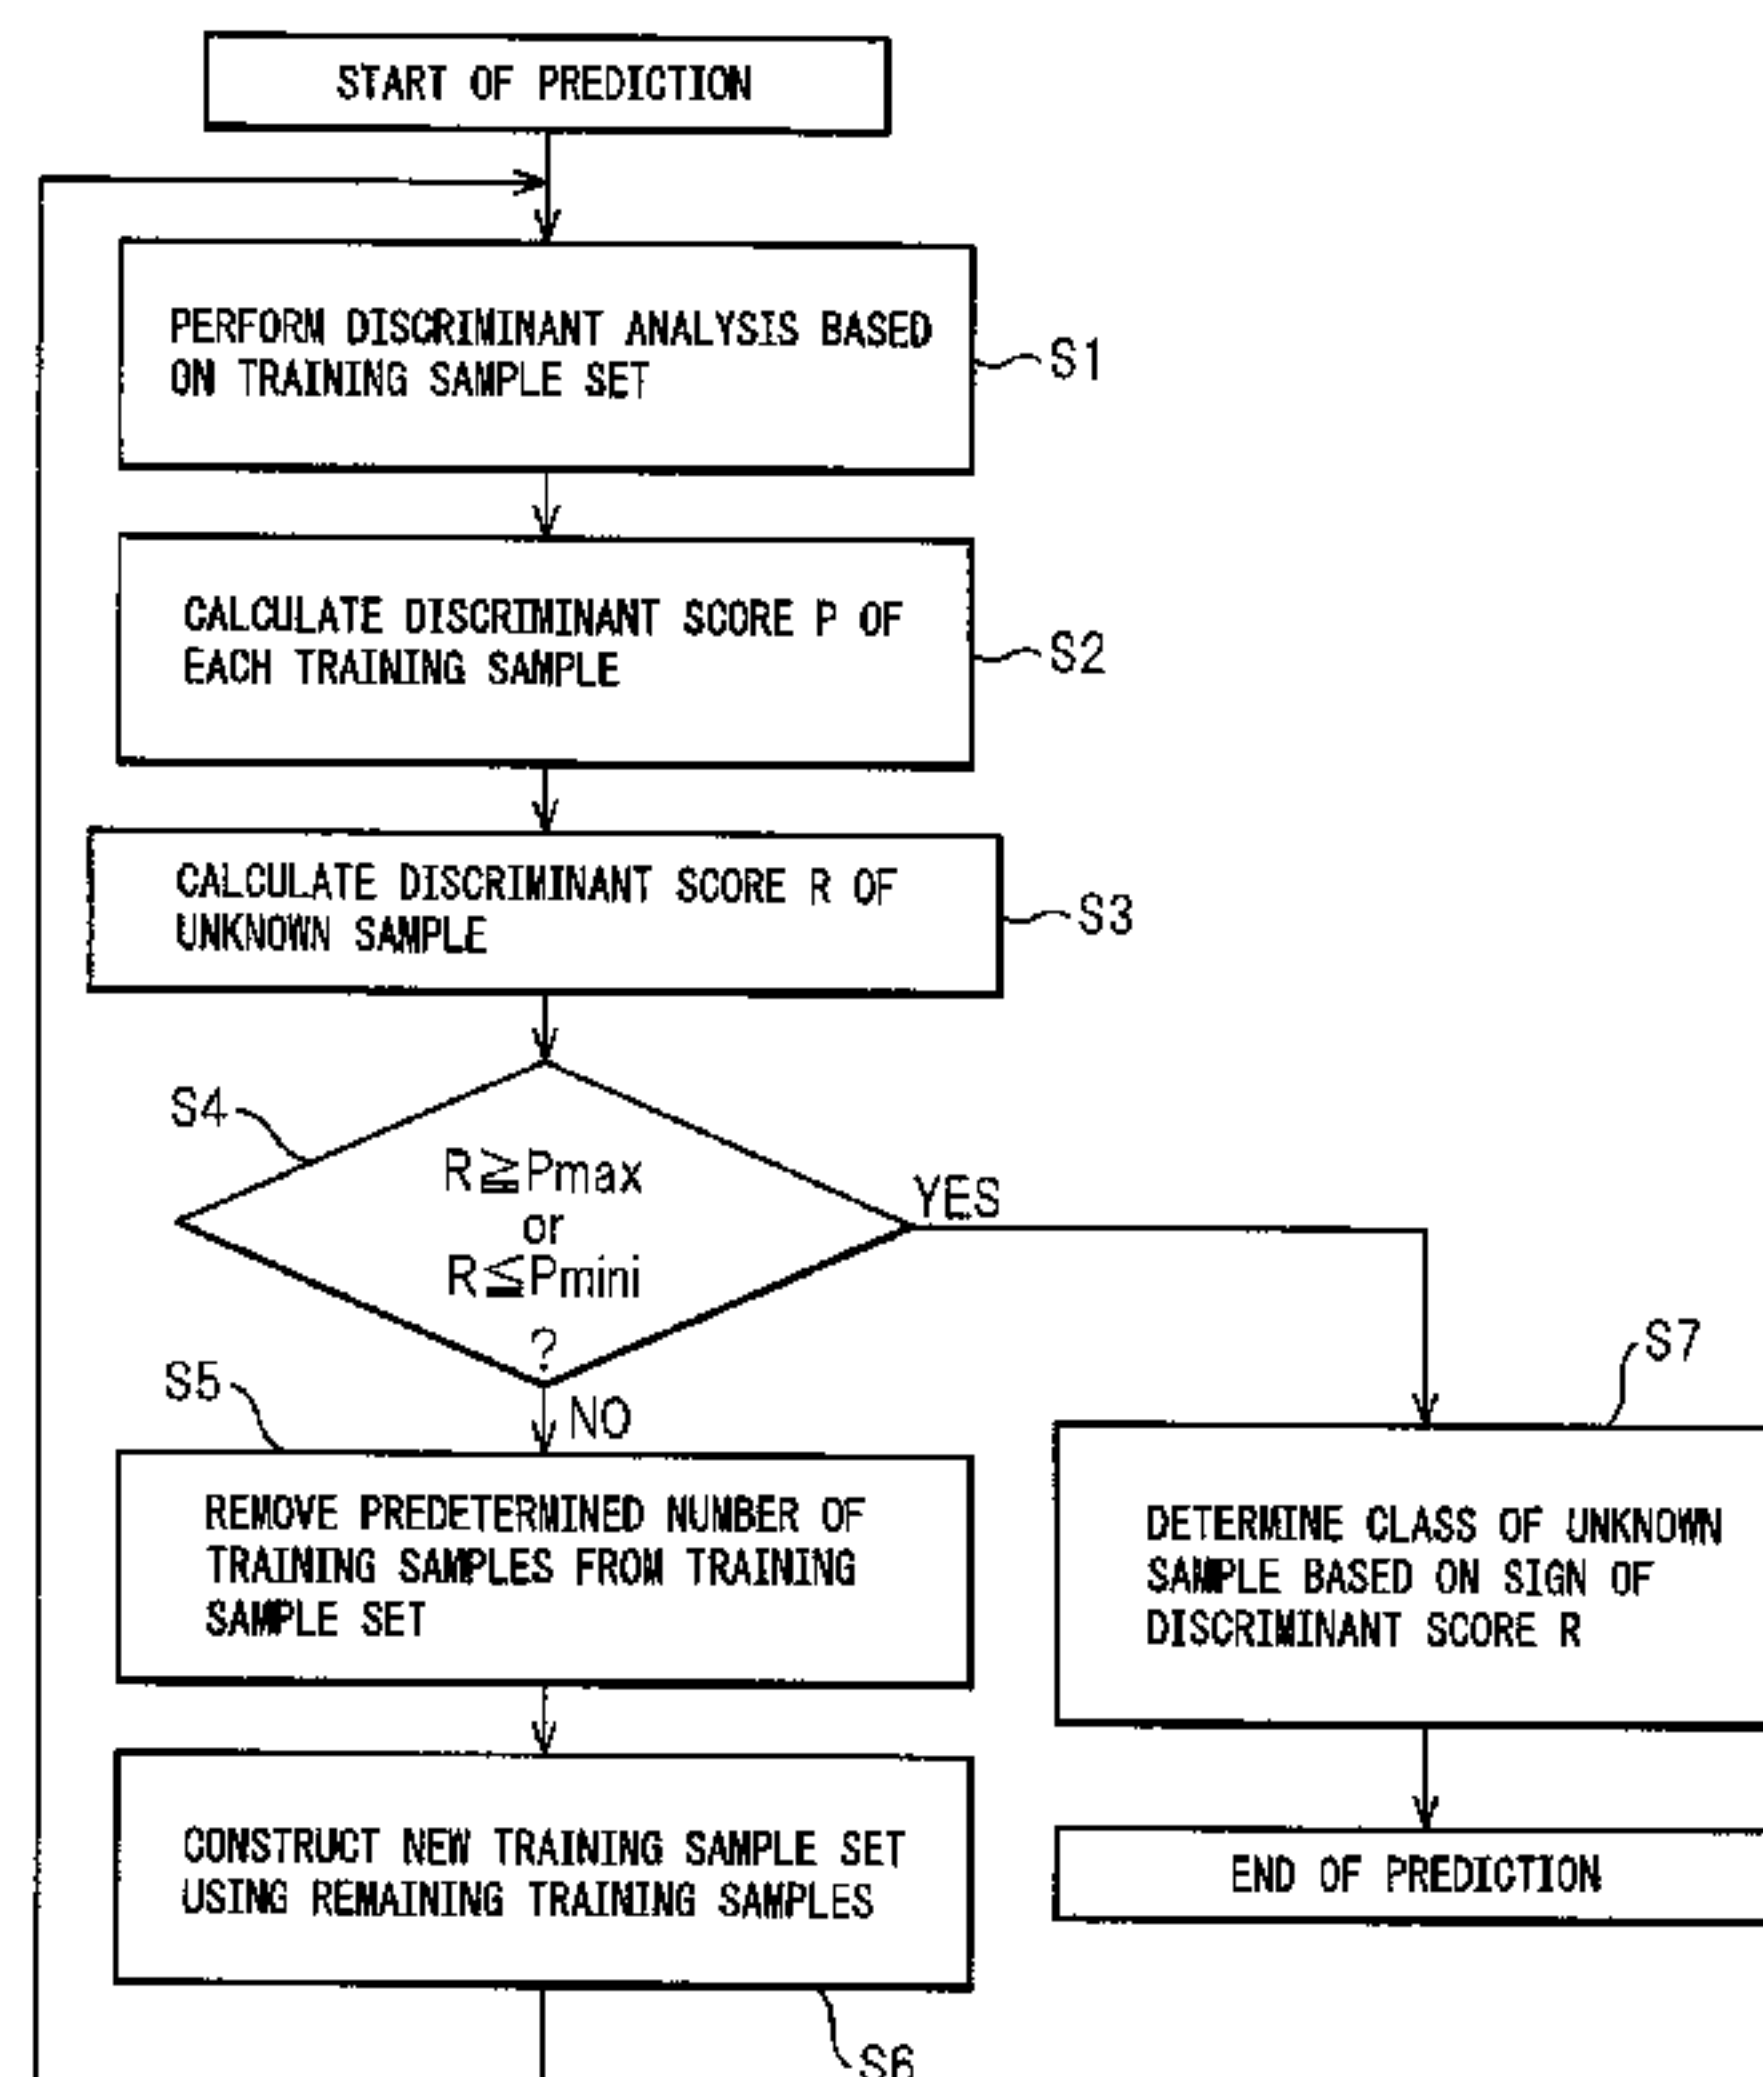 START OF PREDICTION
PERFORM DISCRIMINANT ANALYSIS BASED
ON TRAINING SAMPLE SET
S1
CALCULATE DISCRIMINANT SCORE P OF
EACH TRAINING SAMPLE
S2
CALCULATE DISCRIMINANT SCORE R OF
UNKNOWN SAMPLE
S3
S4
R≧Pmax
or
R≦Pmini
?
YES
NO
S5
REMOVE PREDETERMINED NUMBER OF
TRAINING SAMPLES FROM TRAINING
SAMPLE SET
S7
DETERMINE CLASS OF UNKNOWN
SAMPLE BASED ON SIGN OF
DISCRIMINANT SCORE R
CONSTRUCT NEW TRAINING SAMPLE SET
USING REMAINING TRAINING SAMPLES
S6
END OF PREDICTION